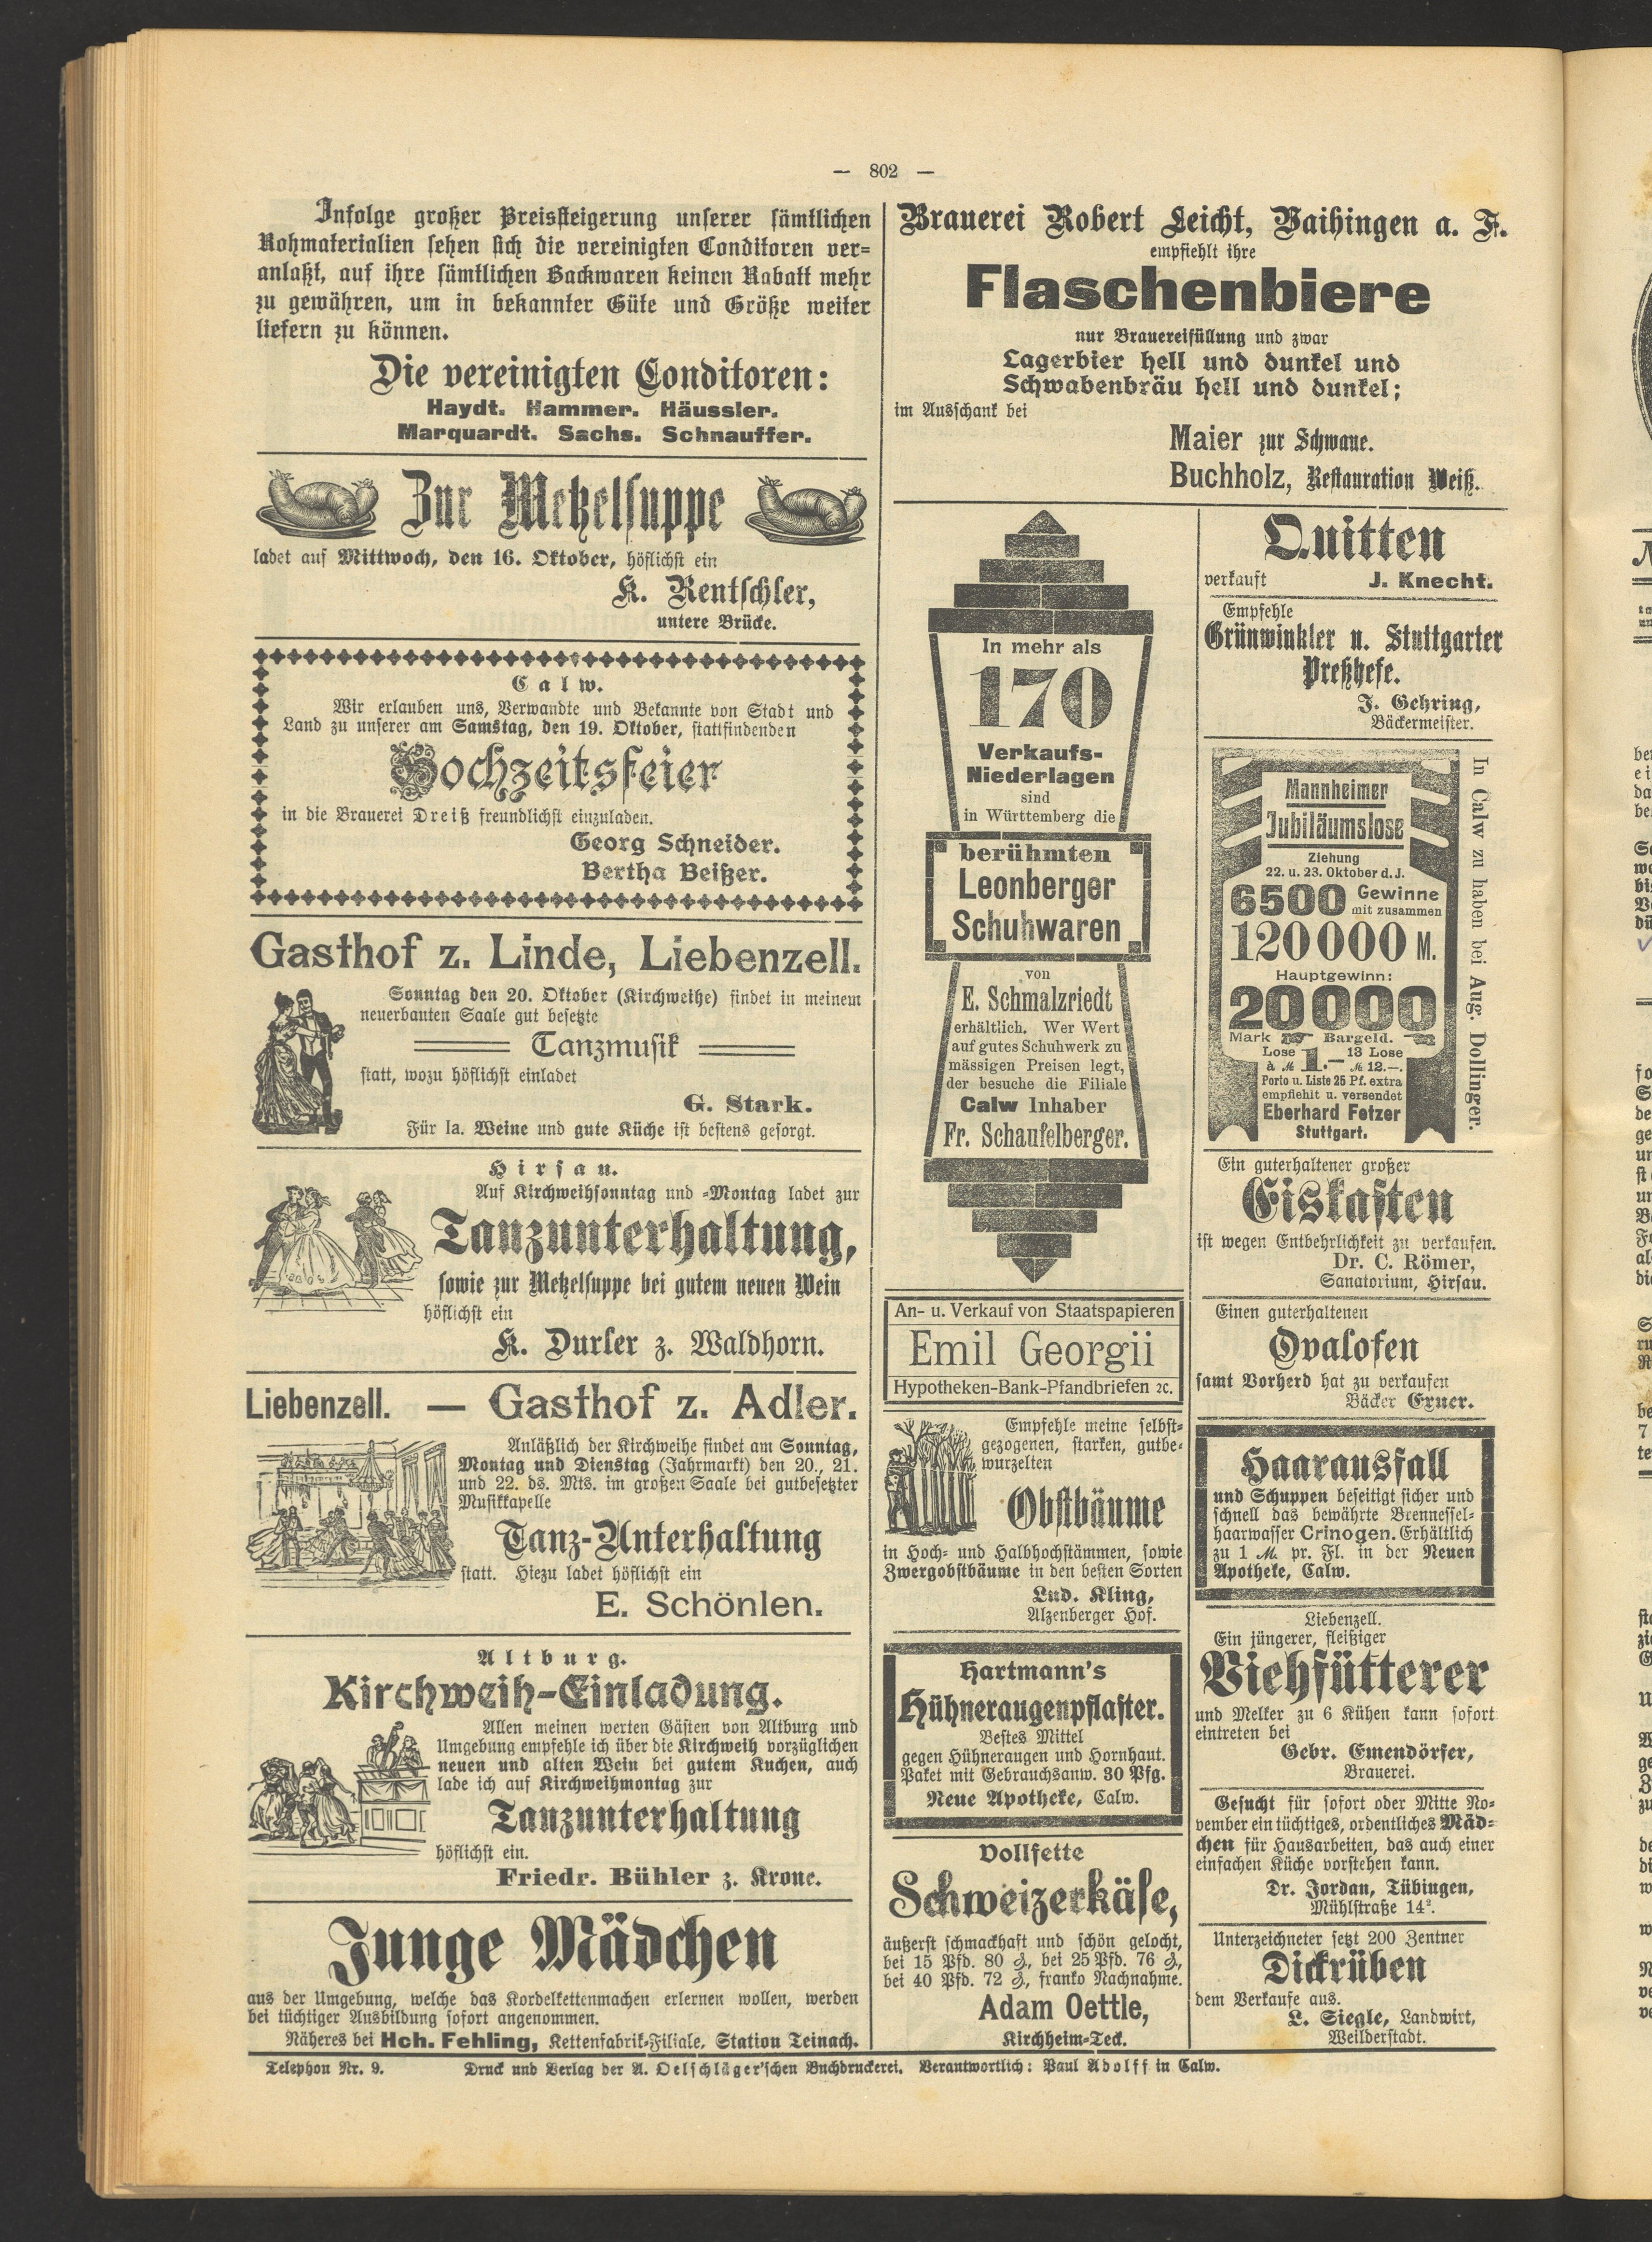 — 802 —
Infolge großer Preissteigerung unserer sämtlichen
Rohmaterialien sehen sich die vereinigten Conditoren ver-
anlaßt, auf ihre sämtlichen Backwaren keinen Rabatt mehr
zu gewähren, um in bekannter Güte und Größe weiter
liefern zu können.
Die vereinigten Conditoren:
Haydt. Hammer. Häussler.
Marquardt. Sachs. Schnauffer.
Zur Metzelsuppe
ladet auf Mittwoch, den 16. Oktober, höflichst ein
K. Rentschler,
untere Brücke.
Calw.
Wir erlauben uns, Verwandte und Bekannte von Stadt und
Land zu unserer am Samstag, den 19. Oktober, stattfindenden
Hochzeitsfeier
in die Brauerei Dreiß freundlichst einzuladen.
Georg Schneider.
Bertha Beißer.
Gasthof z. Linde, Liebenzell.
Sonntag den 20. Oktober (Kirchweihe) findet in meinem
neuerbauten Saale gut besetzte
Tanzmusik
statt, wozu höflichst einladet
G. Stark.
Für Ia. Weine und gute Küche ist bestens gesorgt.
Hirsau.
Auf Kirchweihsonntag und -Montag ladet zur
Tanzunterhaltung,
sowie zur Metzelsuppe bei gutem neuen Wein
höflichst ein
K. Durler z. Waldhorn.
Liebenzell. — Gasthof z. Adler.
Anläßlich der Kirchweihe findet am Sonntag,
Montag und Dienstag (Jahrmarkt) den 20., 21.
und 22. ds. Mts. im großen Saale bei gutbesetzter
Musikkapelle
Tanz-Unterhaltung
statt. Hiezu ladet höflichst ein
E. Schönlen.
Altburg.
Kirchweih-Einladung.
Allen meinen werten Gästen von Altburg und
Umgebung empfehle ich über die Kirchweih vorzüglichen
neuen und alten Wein bei gutem Kuchen, auch
lade ich auf Kirchweihmontag zur
Tanzunterhaltung
höflichst ein.
Friedr. Bühler z. Krone.
Junge Mädchen
aus der Umgebung, welche das Kordelkettenmachen erlernen wollen, werden
bei tüchtiger Ausbildung sofort angenommen.
Näheres bei Hch. Fehling, Kettenfabrik-Filiale, Station Teinach.
Brauerei Robert Leicht, Vaihingen a. F.
empfiehlt ihre
Flaschenbiere
nur Brauereifüllung und zwar
Lagerbier hell und dunkel und
Schwabenbräu hell und dunkel;
im Ausschank bei
Maier zur Schwane.
Buchholz, Restauration Weiß.
In mehr als
170
Verkaufs-
Niederlagen
sind
in Württemberg die
berühmten
Leonberger
Schuhwaren
von
E. Schmalzriedt
erhältlich. Wer Wert
auf gutes Schuhwerk zu
mässigen Preisen legt,
der besuche die Filiale
Calw Inhaber
Fr. Schaufelberger.
An- u. Verkauf von Staatspapieren
Emil Georgii
Hypotheken-Bank-Pfandbriefen ꝛc.
Empfehle meine selbst-
gezogenen, starken, gutbe-
wurzelten
Obstbäume
in Hoch- und Halbhochstämmen, sowie
Zwergobstbäume in den besten Sorten
Lud. Kling,
Alzenberger Hof.
Hartmann's
Hühneraugenpflaster.
Bestes Mittel
gegen Hühneraugen und Hornhaut.
Paket mit Gebrauchsanw. 30 Pfg.
Neue Apotheke, Calw.
Vollfette
Schweizerkäse,
äußerst schmackhaft und schön gelocht,
bei 15 Pfd. 80 ₰, bei 25 Pfd. 76 ₰,
bei 40 Pfd. 72 ₰, franko Nachnahme.
Adam Oettle,
Kirchheim-Teck.
Quitten
verkauft J. Knecht.
Empfehle
Grünwinkler u. Stuttgarter
Preßhefe.
J. Gehring,
Bäckermeister.
Mannheimer
Jubiläumslose
Ziehung
22. u. 23. Oktober d. J.
6500 Gewinne
mit zusammen
120000 M.
Hauptgewinn:
20000
Mark Bargeld.
Lose à ℳ 1.— 13 Lose ℳ 12.—.
Porto u. Liste 25 Pf. extra
empfiehlt u. versendet
Eberhard Fetzer
Stuttgart.
In Calw zu haben bei Aug. Dollinger.
Ein guterhaltener großer
Eiskasten
ist wegen Entbehrlichkeit zu verkaufen.
Dr. C. Römer,
Sanatorium, Hirsau.
Einen guterhaltenen
Ovalofen
samt Vorherd hat zu verkaufen
Bäcker Exner.
Haarausfall
und Schuppen beseitigt sicher und
schnell das bewährte Brennessel-
haarwasser Crinogen. Erhältlich
zu 1 ℳ pr. Fl. in der Neuen
Apotheke, Calw.
Liebenzell.
Ein jüngerer, fleißiger
Viehfütterer
und Melker zu 6 Kühen kann sofort
eintreten bei
Gebr. Emendörfer,
Brauerei.
Gesucht für sofort oder Mitte No-
vember ein tüchtiges, ordentliches Mäd-
chen für Hausarbeiten, das auch einer
einfachen Küche vorstehen kann.
Dr. Jordan, Tübingen,
Mühlstraße 14².
Unterzeichneter setzt 200 Zentner
Dickrüben
dem Verkaufe aus.
L. Siegle, Landwirt,
Weilderstadt.
Telephon Nr. 9. Druck und Verlag der A. Oelschläger'schen Buchdruckerei. Verantwortlich: Paul Adolff in Calw.